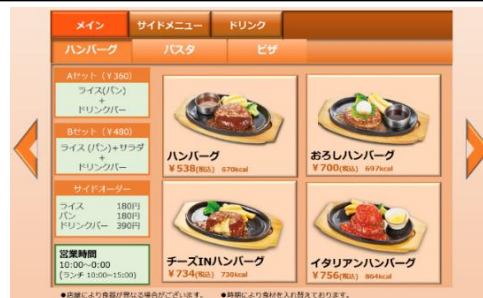 メイン　サイドメニュー　ドリンク
ハンバーグ　パスタ　ピザ
Aセット（￥360）
ライス(パン)
+
ドリンクバー
Bセット（￥480）
ライス (パン)+サラダ
+
ドリンクバー
サイドオーダー
ライス　180円
パン　180円
ドリンクバー　390円
営業時間
10:00〜0:00
(ランチ 10:00〜15:00)
ハンバーグ
￥538(税込)　670kcal
おろしハンバーグ
￥700(税込)　697kcal
チーズINハンバーグ
￥734(税込)　730kcal
イタリアンハンバーグ
￥756(税込)　864kcal
●店舗により食器が異なる場合がございます。　●時期により食材を入れ替えております。